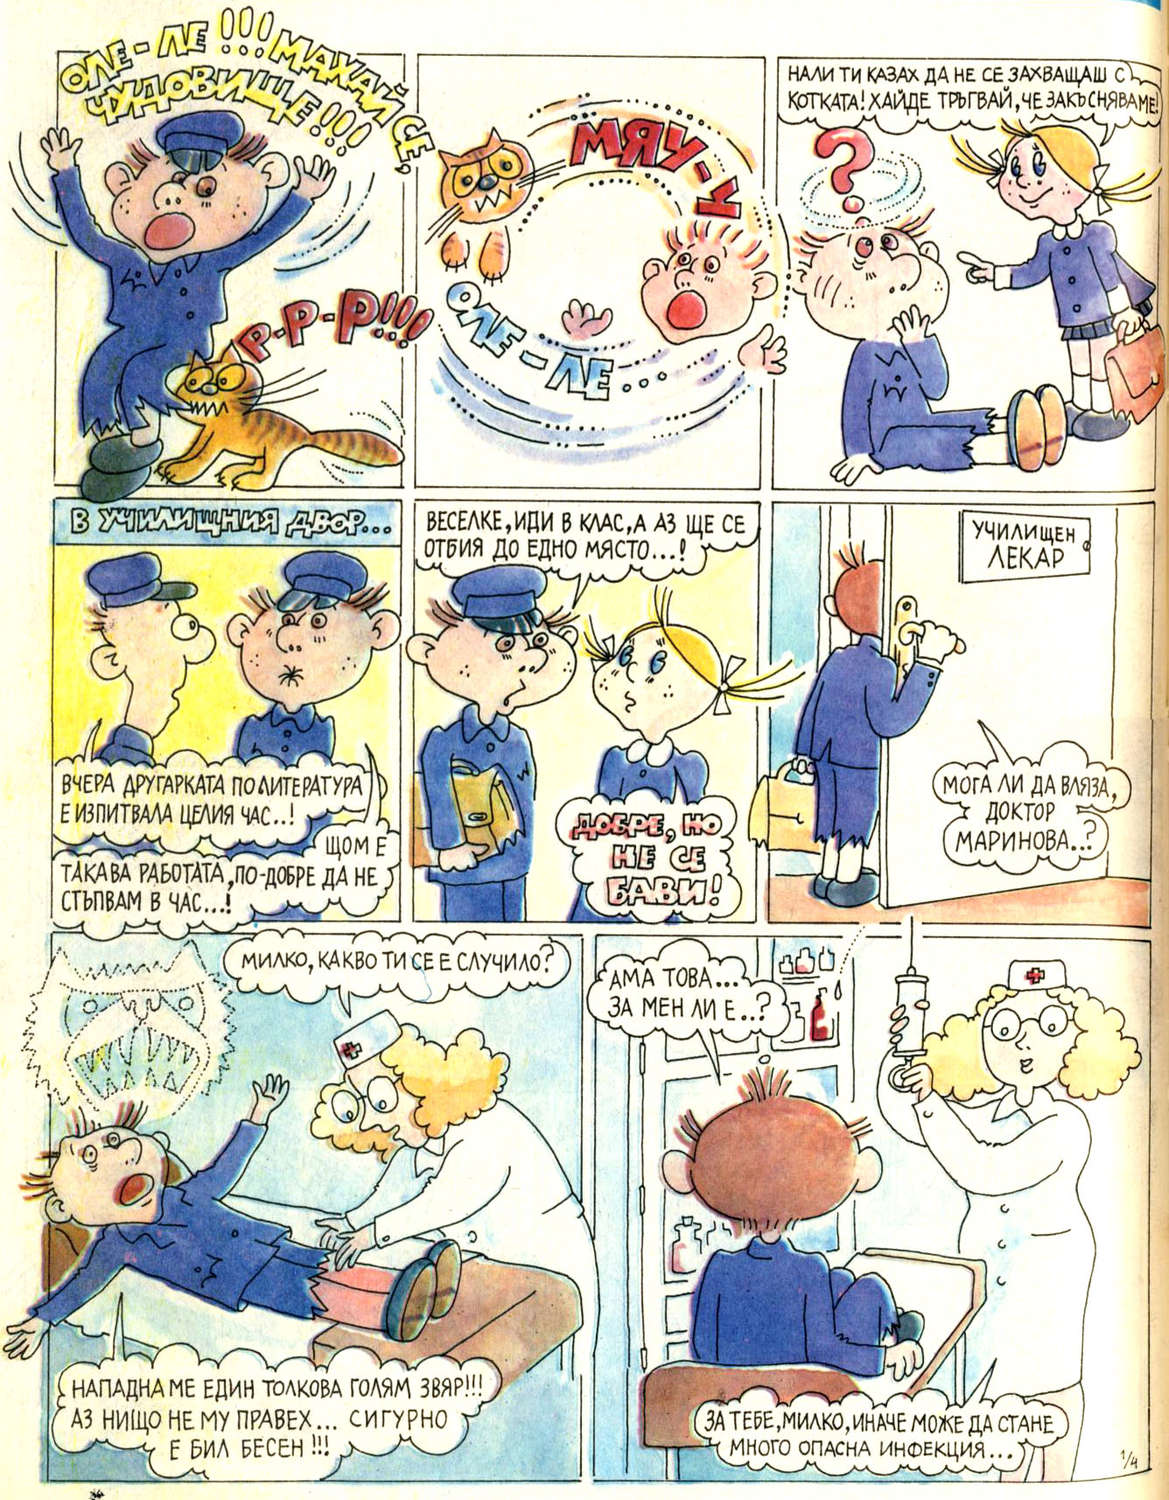 ОЛЕ-ЛЕ!!! МАХАЙ СЕ,
ЧУДОВИЩЕ!!!
Р-Р-Р!!!
МЯУ-К
ОЛЕ-ЛЕ...
НАЛИ ТИ КАЗАХ ДА НЕ СЕ ЗАХВАЩАШ С
КОТКАТА! ХАЙДЕ ТРЪГВАЙ, ЧЕ ЗАКЪСНЯВАМЕ!
?
В УЧИЛИЩНИЯ ДВОР...
ВЧЕРА ДРУГАРКАТА ПО ЛИТЕРАТУРА
Е ИЗПИТВАЛА ЦЕЛИЯ ЧАС..!
ЩОМ Е
ТАКАВА РАБОТАТА, ПО-ДОБРЕ ДА НЕ
СТЪПВАМ В ЧАС...!
ВЕСЕЛКЕ, ИДИ В КЛАС, А АЗ ЩЕ СЕ
ОТБИЯ ДО ЕДНО МЯСТО...!
ДОБРЕ, НО
НЕ СЕ
БАВИ!
УЧИЛИЩЕН
ЛЕКАР
МОГА ЛИ ДА ВЛЯЗА,
ДОКТОР
МАРИНОВА..?
МИЛКО, КАКВО ТИ СЕ Е СЛУЧИЛО?
НАПАДНА МЕ ЕДИН ТОЛКОВА ГОЛЯМ ЗВЯР!!!
АЗ НИЩО НЕ МУ ПРАВЕХ... СИГУРНО
Е БИЛ БЕСЕН!!!
АМА ТОВА...
ЗА МЕН ЛИ Е..?
ЗА ТЕБЕ, МИЛКО, ИНАЧЕ МОЖЕ ДА СТАНЕ
МНОГО ОПАСНА ИНФЕКЦИЯ...
1/4